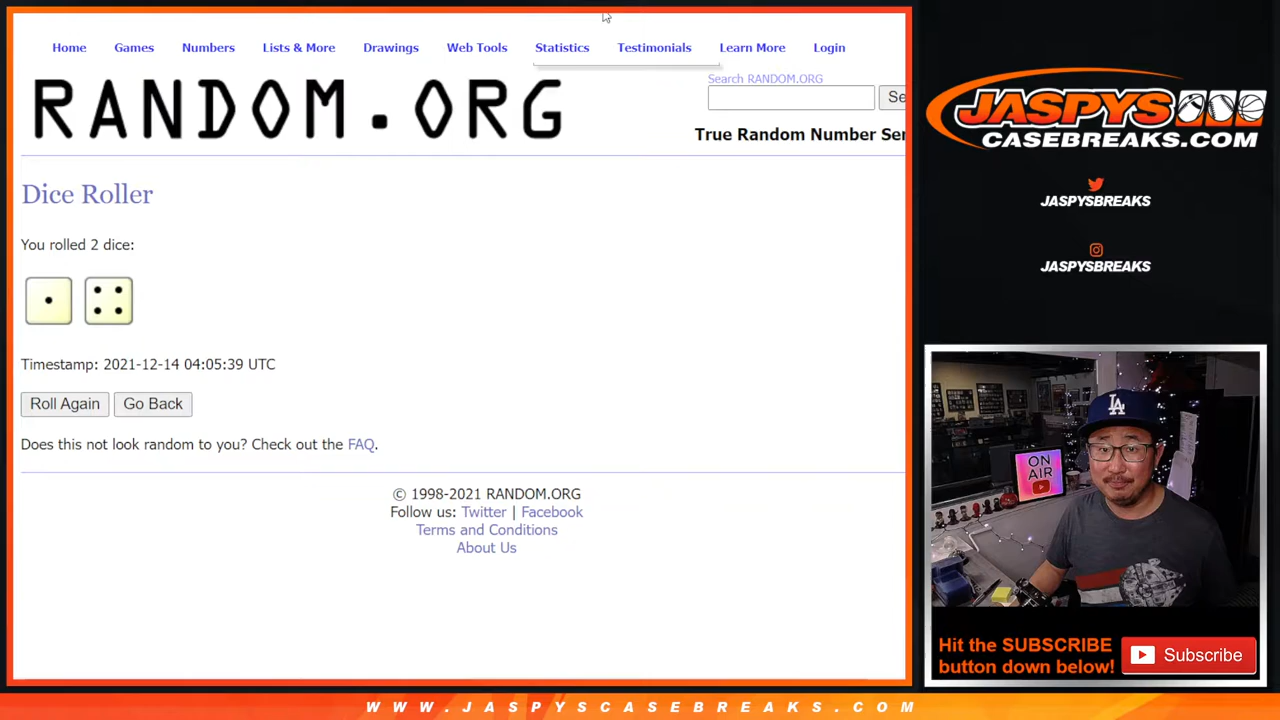 Home Games Numbers Lists & More Drawings Web Tools Statistics Testimonials Learn More Login
RANDOM.ORG
Search RANDOM.ORG
Se
True Random Number Ser
Dice Roller
You rolled 2 dice:
Timestamp: 2021-12-14 04:05:39 UTC
Roll Again Go Back
Does this not look random to you? Check out the FAQ.
© 1998-2021 RANDOM.ORG
Follow us: Twitter | Facebook
Terms and Conditions
About Us
JASPYS
CASEBREAKS.COM
JASPYSBREAKS
JASPYSBREAKS
LA
ON
AIR
Hit the SUBSCRIBE
button down below!
Subscribe
WWW.JASPYSCASEBREAKS.COM